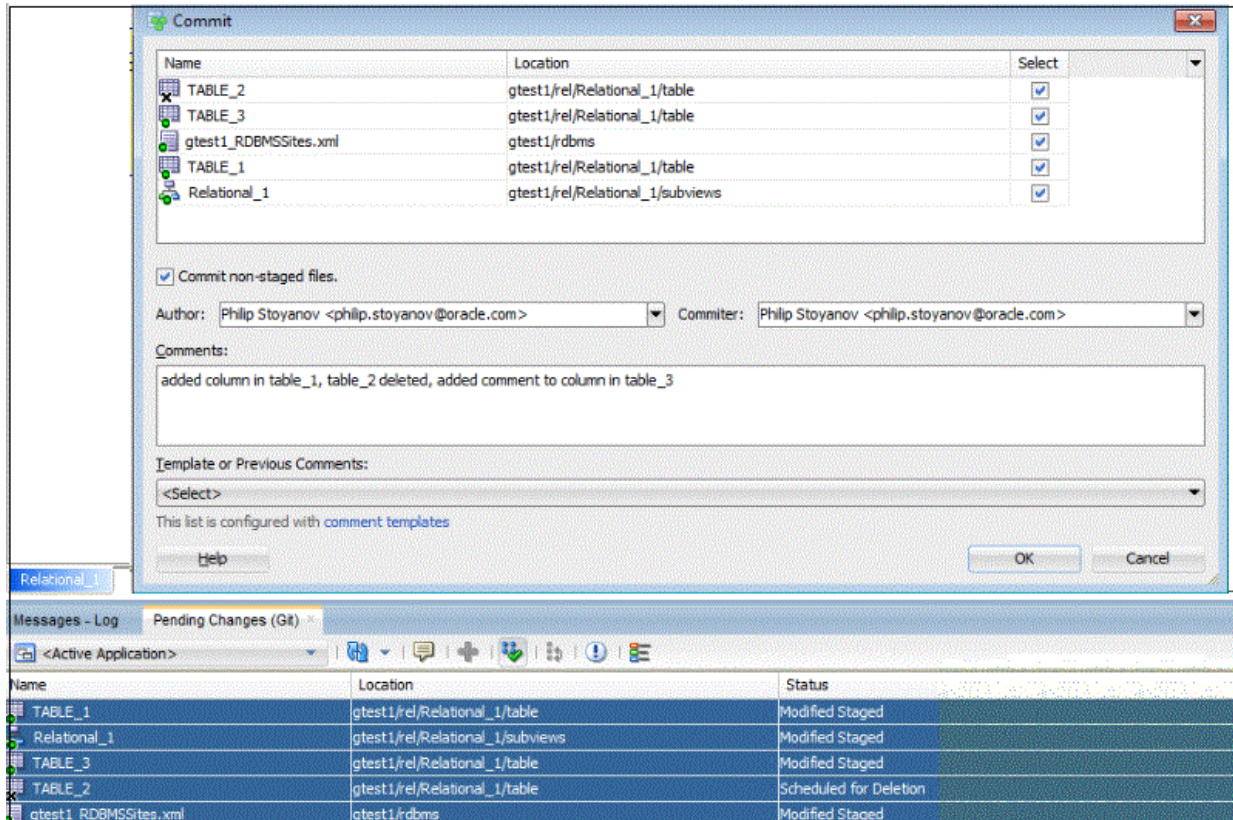 Commit
Name Location Select
TABLE_2 gtest1/rel/Relational_1/table
TABLE_3 gtest1/rel/Relational_1/table
gtest1_RDBMSSites.xml gtest1/rdbms
TABLE_1 gtest1/rel/Relational_1/table
Relational_1 gtest1/rel/Relational_1/subviews
Commit non-staged files.
Author: Philip Stoyanov <philip.stoyanov@oracle.com> Commiter: Philip Stoyanov <philip.stoyanov@oracle.com>
Comments:
added column in table_1, table_2 deleted, added comment to column in table_3
Template or Previous Comments:
<Select>
This list is configured with comment templates
Help OK Cancel
Relational_1
Messages - Log Pending Changes (Git)
<Active Application>
Name Location Status
TABLE_1 gtest1/rel/Relational_1/table Modified Staged
Relational_1 gtest1/rel/Relational_1/subviews Modified Staged
TABLE_3 gtest1/rel/Relational_1/table Modified Staged
TABLE_2 gtest1/rel/Relational_1/table Scheduled for Deletion
gtest1_RDBMSSites.xml gtest1/rdbms Modified Staged